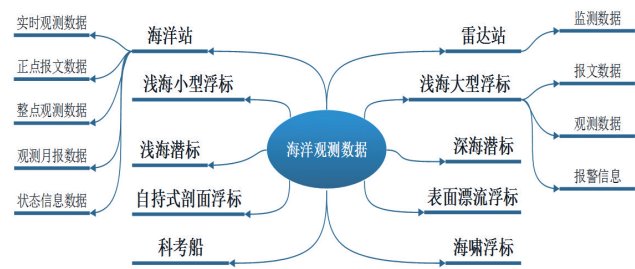 海洋观测数据
海洋站
实时观测数据
正点报文数据
整点观测数据
观测月报数据
状态信息数据
浅海小型浮标
浅海潜标
自持式剖面浮标
科考船
雷达站
监测数据
浅海大型浮标
报文数据
观测数据
报警信息
深海潜标
表面漂流浮标
海啸浮标